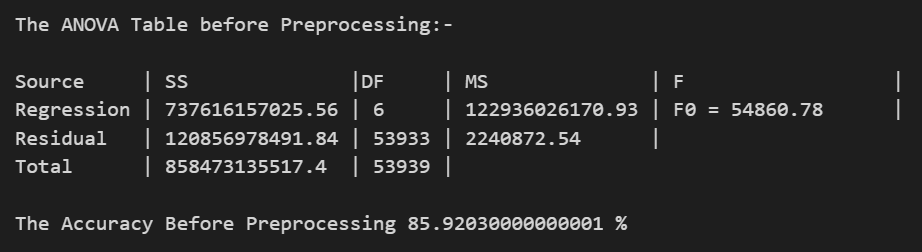 The ANOVA Table before Preprocessing:-
Source | SS |DF | MS | F |
Regression | 737616157025.56 | 6 | 122936026170.93 | F0 = 54860.78 |
Residual | 120856978491.84 | 53933 | 2240872.54 |
Total | 858473135517.4 | 53939 |
The Accuracy Before Preprocessing 85.92030000000001 %